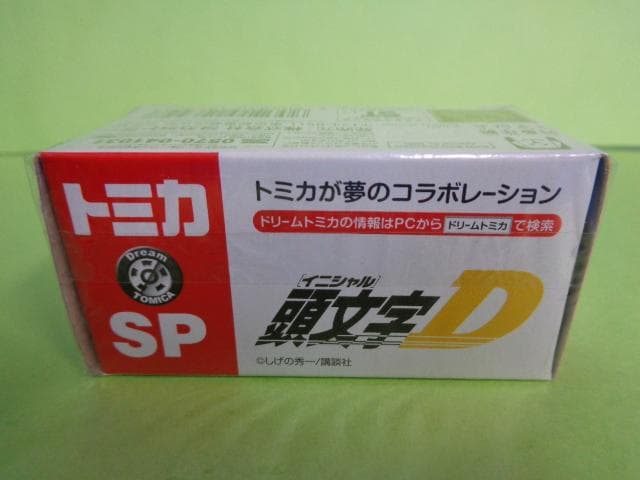 0570-041031
トミカ
Dream
TOMICA
SP
トミカが夢のコラボレーション
ドリームトミカの情報はPCから ドリームトミカ で検索
[イニシャル]
頭文字D
©しげの秀一/講談社